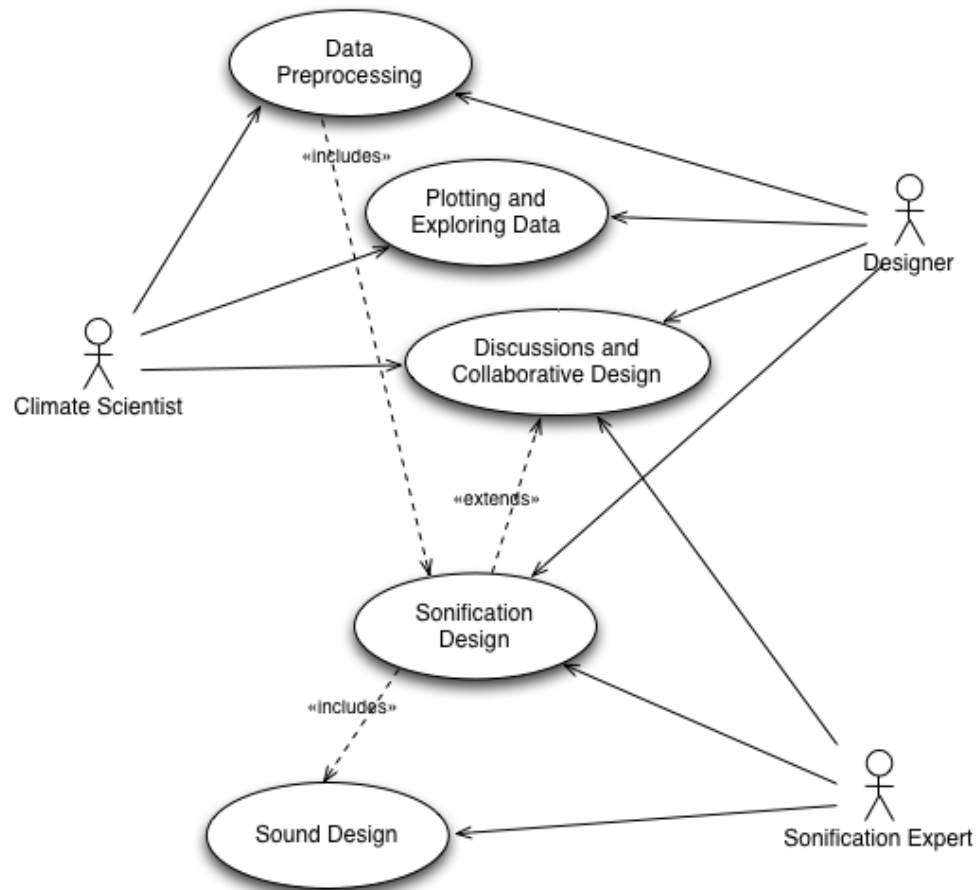 Data
Preprocessing
«includes»
Plotting and
Exploring Data
Designer
Discussions and
Collaborative Design
Climate Scientist
«extends»
Sonification
Design
«includes»
Sound Design
Sonification Expert